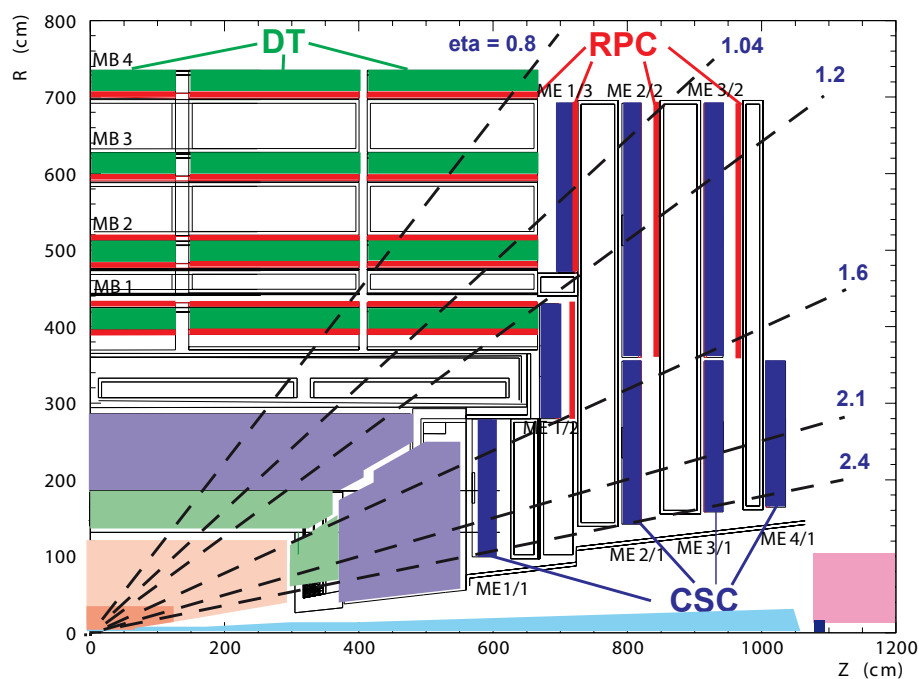 R (cm)
800
700
600
500
400
300
200
100
0
DT
eta = 0.8
RPC
1.04
1.2
1.6
2.1
2.4
MB 4
MB 3
MB 2
MB 1
ME 1/3
ME 2/2
ME 3/2
ME 1/2
ME 1/1
ME 2/1
ME 3/1
ME 4/1
CSC
0
200
400
600
800
1000
1200
Z (cm)